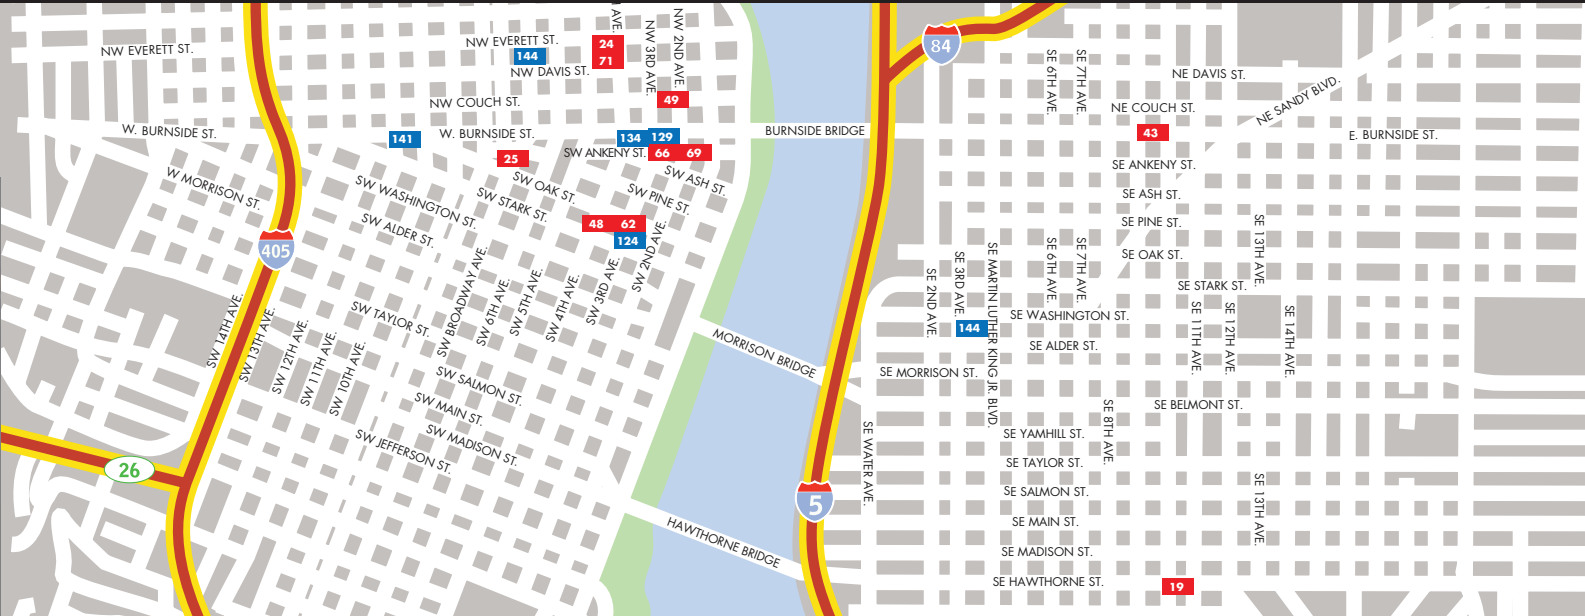 AVE.
NW 3RD AVE.
NW 2ND AVE.
NW EVERETT ST.
NW EVERETT ST.
144
24
71
NW DAVIS ST.
49
NW COUCH ST.
W. BURNSIDE ST.
141
W. BURNSIDE ST.
134
129
BURNSIDE BRIDGE
25
SW ANKENY ST.
66
69
W MORRISON ST.
SW WASHINGTON ST.
SW ALDER ST.
SW OAK ST.
SW STARK ST.
SW ASH ST.
SW PINE ST.
48
62
124
405
SW 14TH AVE.
SW 13TH AVE.
SW 12TH AVE.
SW 11TH AVE.
SW 10TH AVE.
SW TAYLOR ST.
SW BROADWAY AVE.
SW 6TH AVE.
SW 5TH AVE.
SW 4TH AVE.
SW 3RD AVE.
SW 2ND AVE.
SW SALMON ST.
SW MAIN ST.
SW MADISON ST.
SW JEFFERSON ST.
26
MORRISON BRIDGE
HAWTHORNE BRIDGE
5
84
SE 6TH AVE.
SE 7TH AVE.
NE DAVIS ST.
NE COUCH ST.
NE SANDY BLVD.
43
E. BURNSIDE ST.
SE ANKENY ST.
SE ASH ST.
SE PINE ST.
SE OAK ST.
SE 13TH AVE.
SE STARK ST.
SE 2ND AVE.
SE 3RD AVE.
SE MARTIN LUTHER KING JR. BLVD.
SE 6TH AVE.
SE 7TH AVE.
144
SE WASHINGTON ST.
SE ALDER ST.
SE 11TH AVE.
SE 12TH AVE.
SE 14TH AVE.
SE MORRISON ST.
SE BELMONT ST.
SE 8TH AVE.
SE WATER AVE.
SE YAMHILL ST.
SE TAYLOR ST.
SE SALMON ST.
SE 13TH AVE.
SE MAIN ST.
SE MADISON ST.
SE HAWTHORNE ST.
19